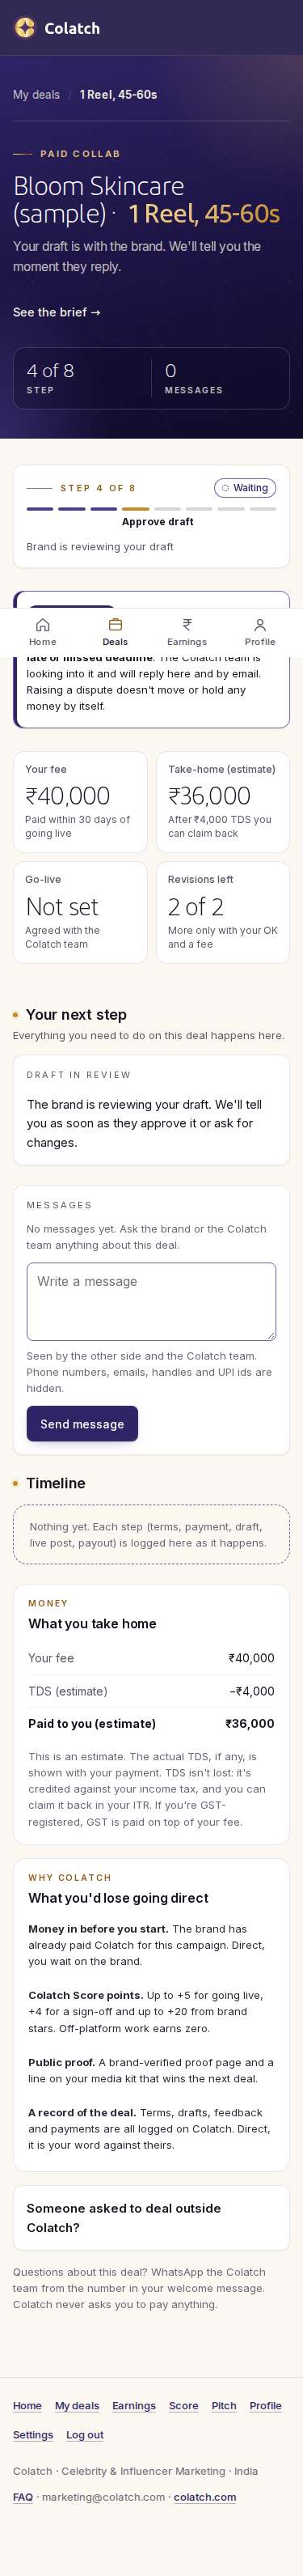 Colatch
My deals / 1 Reel, 45-60s
PAID COLLAB
Bloom Skincare
(sample) · 1 Reel, 45-60s
Your draft is with the brand. We'll tell you the
moment they reply.
See the brief →
4 of 8
STEP
0
MESSAGES
STEP 4 OF 8
Waiting
Approve draft
Brand is reviewing your draft
Home
Deals
Earnings
Profile
late or missed deadline. The Colatch team is
looking into it and will reply here and by email.
Raising a dispute doesn't move or hold any
money by itself.
Your fee
₹40,000
Paid within 30 days of
going live
Take-home (estimate)
₹36,000
After ₹4,000 TDS you
can claim back
Go-live
Not set
Agreed with the
Colatch team
Revisions left
2 of 2
More only with your OK
and a fee
Your next step
Everything you need to do on this deal happens here.
DRAFT IN REVIEW
The brand is reviewing your draft. We'll tell
you as soon as they approve it or ask for
changes.
MESSAGES
No messages yet. Ask the brand or the Colatch
team anything about this deal.
Write a message
Seen by the other side and the Colatch team.
Phone numbers, emails, handles and UPI ids are
hidden.
Send message
Timeline
Nothing yet. Each step (terms, payment, draft,
live post, payout) is logged here as it happens.
MONEY
What you take home
Your fee ₹40,000
TDS (estimate) −₹4,000
Paid to you (estimate) ₹36,000
This is an estimate. The actual TDS, if any, is
shown with your payment. TDS isn't lost: it's
credited against your income tax, and you can
claim it back in your ITR. If you're GST-
registered, GST is paid on top of your fee.
WHY COLATCH
What you'd lose going direct
Money in before you start. The brand has
already paid Colatch for this campaign. Direct,
you wait on the brand.
Colatch Score points. Up to +5 for going live,
+4 for a sign-off and up to +20 from brand
stars. Off-platform work earns zero.
Public proof. A brand-verified proof page and a
line on your media kit that wins the next deal.
A record of the deal. Terms, drafts, feedback
and payments are all logged on Colatch. Direct,
it is your word against theirs.
Someone asked to deal outside
Colatch?
Questions about this deal? WhatsApp the Colatch
team from the number in your welcome message.
Colatch never asks you to pay anything.
Home My deals Earnings Score Pitch Profile
Settings Log out
Colatch · Celebrity & Influencer Marketing · India
FAQ · marketing@colatch.com · colatch.com